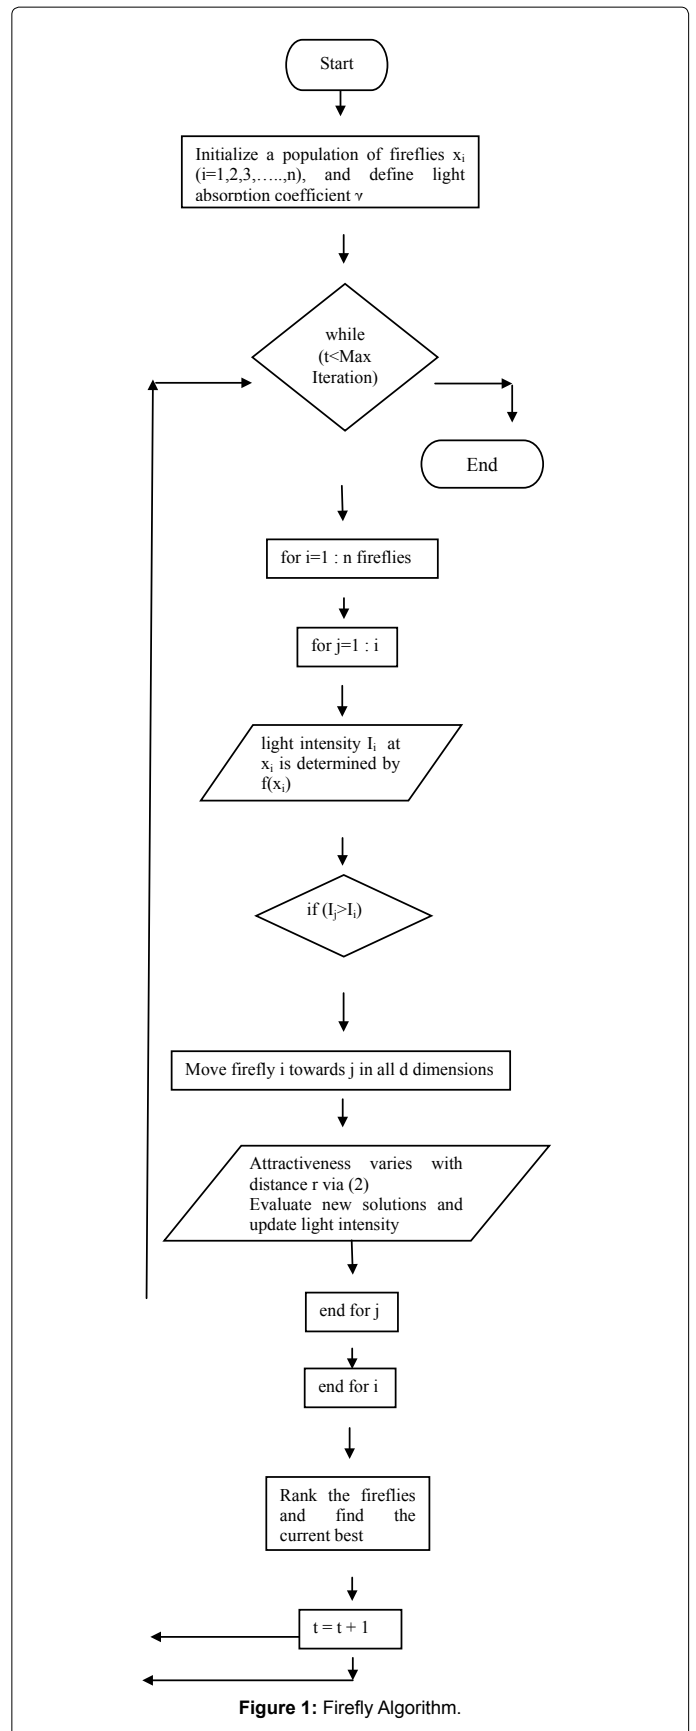 Start
Initialize a population of fireflies xᵢ
(i=1,2,3,…..,n), and define light
absorption coefficient γ
while
(t<Max
Iteration)
End
for i=1 : n fireflies
for j=1 : i
light intensity Iᵢ at
xᵢ is determined by
f(xᵢ)
if (Iⱼ>Iᵢ)
Move firefly i towards j in all d dimensions
Attractiveness varies with
distance r via (2)
Evaluate new solutions and
update light intensity
end for j
end for i
Rank the fireflies
and find the
current best
t = t + 1
Figure 1: Firefly Algorithm.